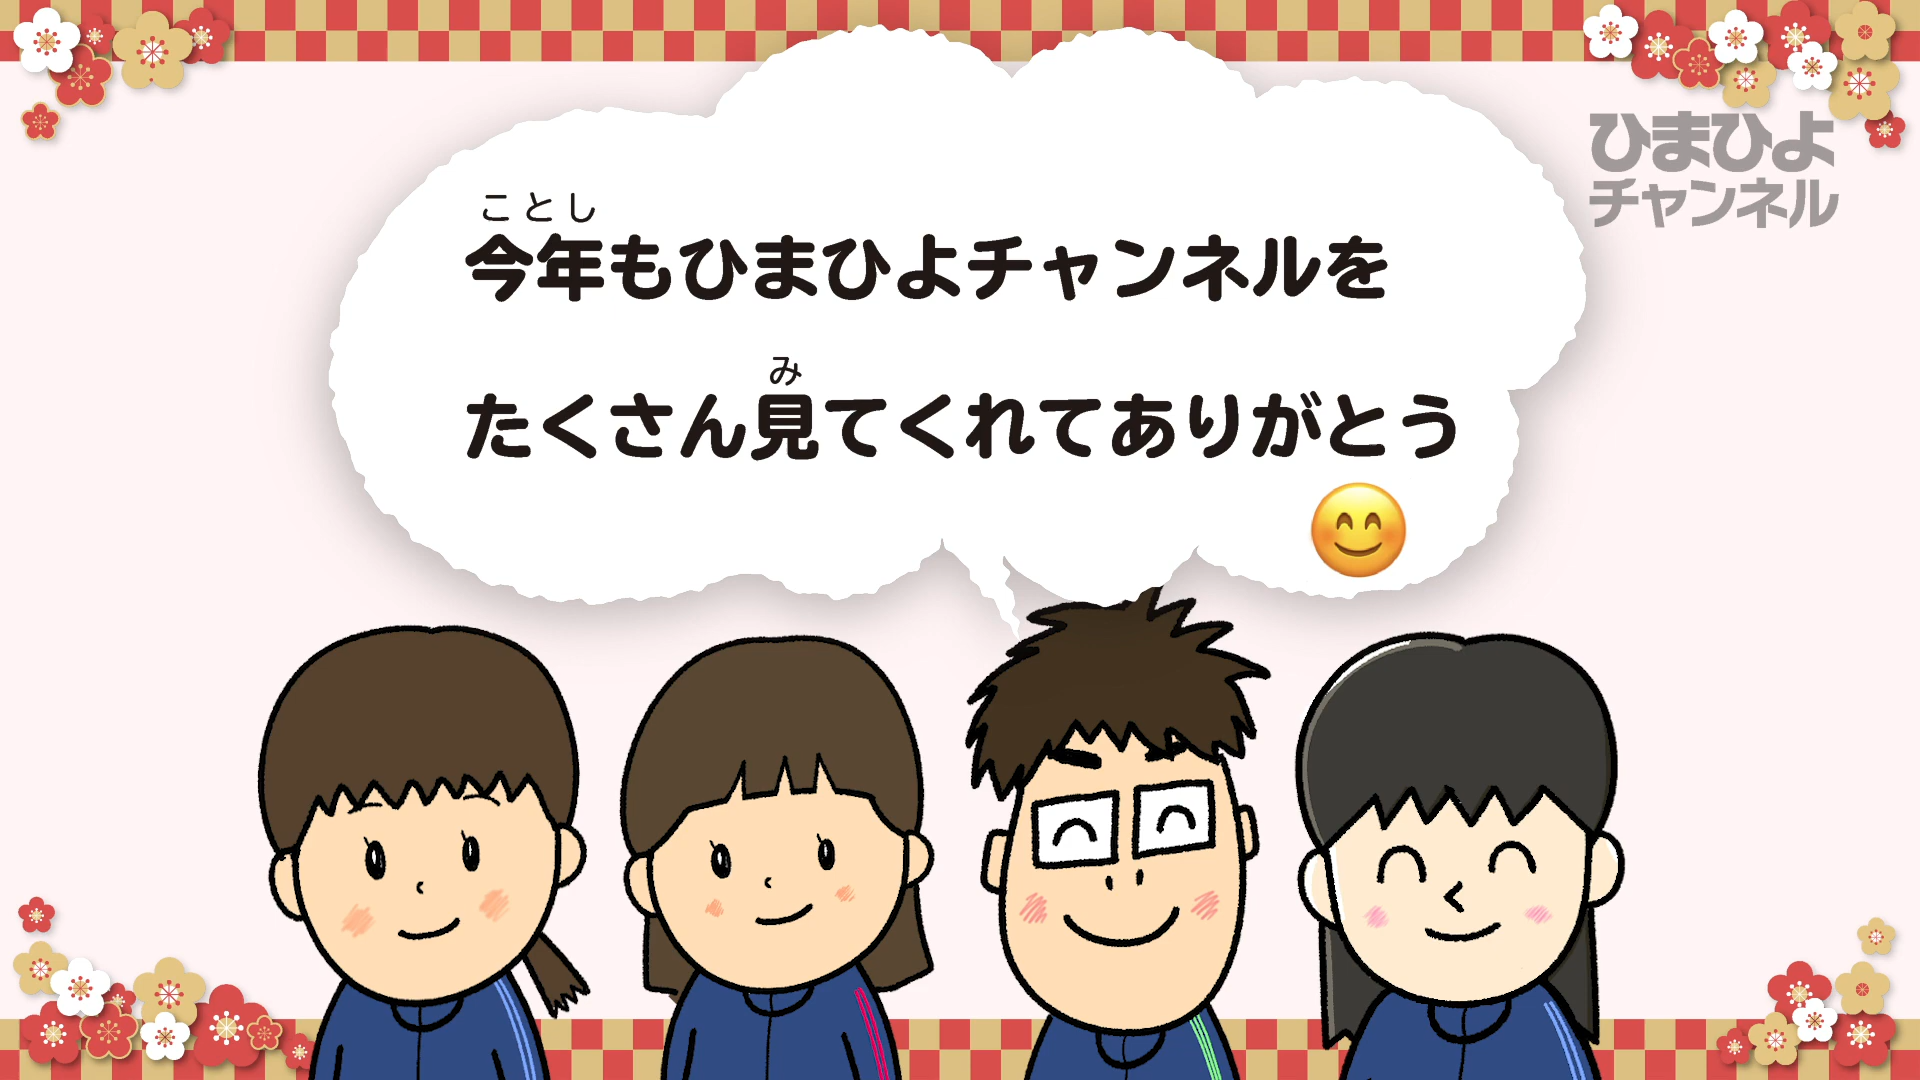 ひまひよ
チャンネル
ことし
今年もひまひよチャンネルを
み
たくさん見てくれてありがとう